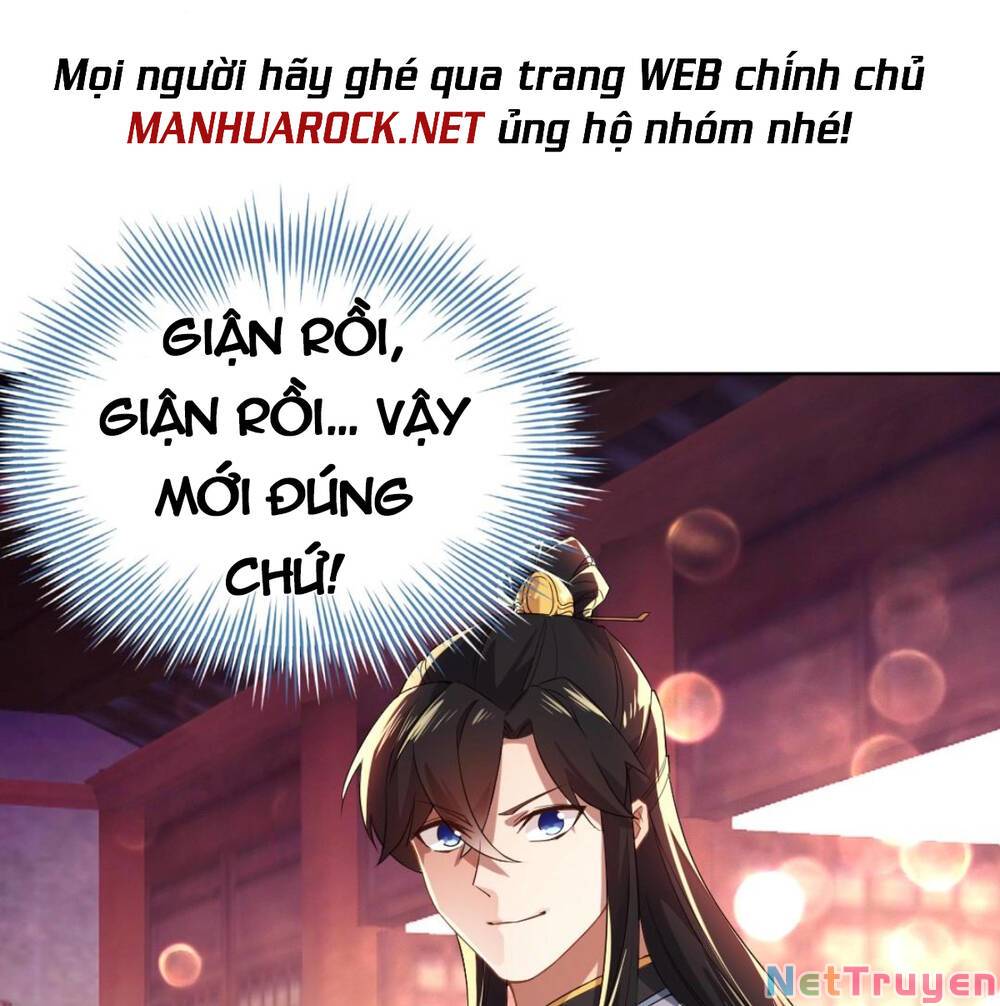 Mọi người hãy ghé qua trang WEB chính chủ
MANHUAROCK.NET ủng hộ nhóm nhé!
GIẬN RỒI,
GIẬN RỒI... VẬY
MỚI ĐÚNG
CHỨ!
NetTruyen